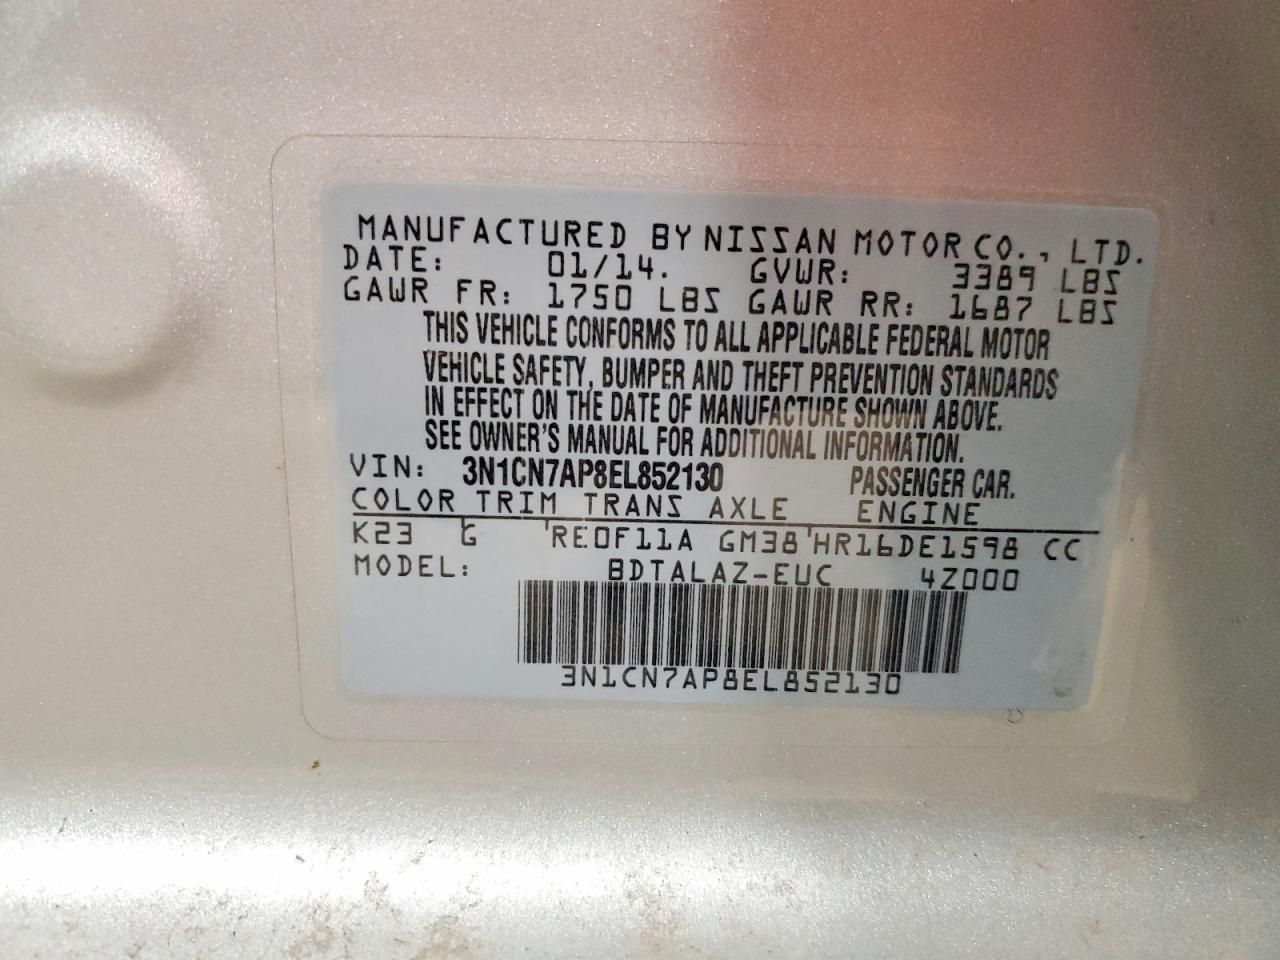 MANUFACTURED BY NISSAN MOTOR CO., LTD.
DATE: 01/14. GVWR: 3389 LBS
GAWR FR: 1750 LBS GAWR RR: 1687 LBS
THIS VEHICLE CONFORMS TO ALL APPLICABLE FEDERAL MOTOR
VEHICLE SAFETY, BUMPER AND THEFT PREVENTION STANDARDS
IN EFFECT ON THE DATE OF MANUFACTURE SHOWN ABOVE.
SEE OWNER'S MANUAL FOR ADDITIONAL INFORMATION.
VIN: 3N1CN7AP8EL852130 PASSENGER CAR.
COLOR TRIM TRANS AXLE ENGINE
K23 G 'RE0F11A GM38'HR16DE1598 CC
MODEL: BDTALAZ-EUC 4Z000
3N1CN7AP8EL852130